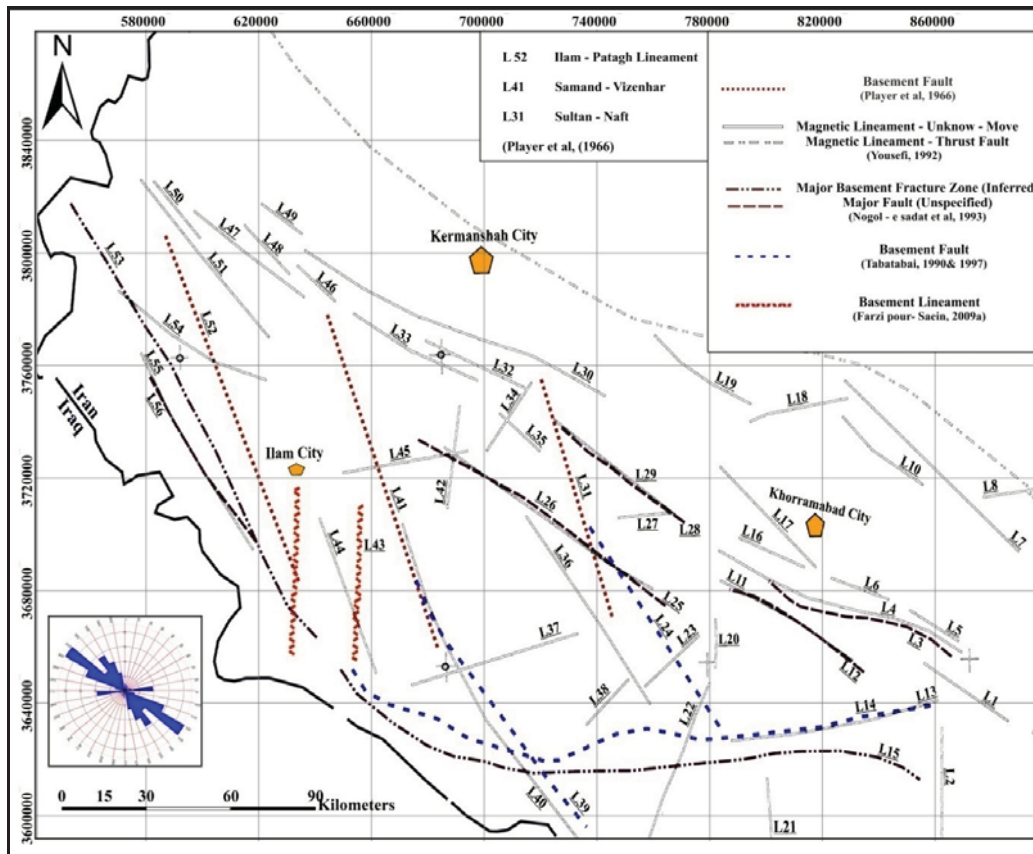 580000 620000 660000 700000 740000 780000 820000 860000
N
L 52 Ilam - Patagh Lineament
L41 Samand - Vizenhar
L31 Sultan - Naft
(Player et al, (1966)
Basement Fault
(Player et al, 1966)
Magnetic Lineament - Unknow - Move
Magnetic Lineament - Thrust Fault
(Yousefi, 1992)
Major Basement Fracture Zone (Inferred)
Major Fault (Unspecified)
(Nogol - e sadat et al, 1993)
Basement Fault
(Tabatabai, 1990& 1997)
Basement Lineament
(Farzi pour- Saein, 2009a)
3840000
3800000
3760000
3720000
3680000
3640000
3600000
L50
L49
L47
L48
L53
L51
L46
Kermanshah City
L52
L54
L33
L32
L30
L19
L18
L55
L56
L34
L35
L10
Iran
Iraq
Ilam City
L45
L42
L41
L31
L29
L8
L26
L27
L28
Khorramabad City
L17
L7
L44
L43
L36
L16
L11
L6
L25
L4
L5
L24
L3
L37
L23
L20
L12
L38
L22
L1
L14
L13
L15
L40
L39
L2
L21
0 30 60 90
Kilometers